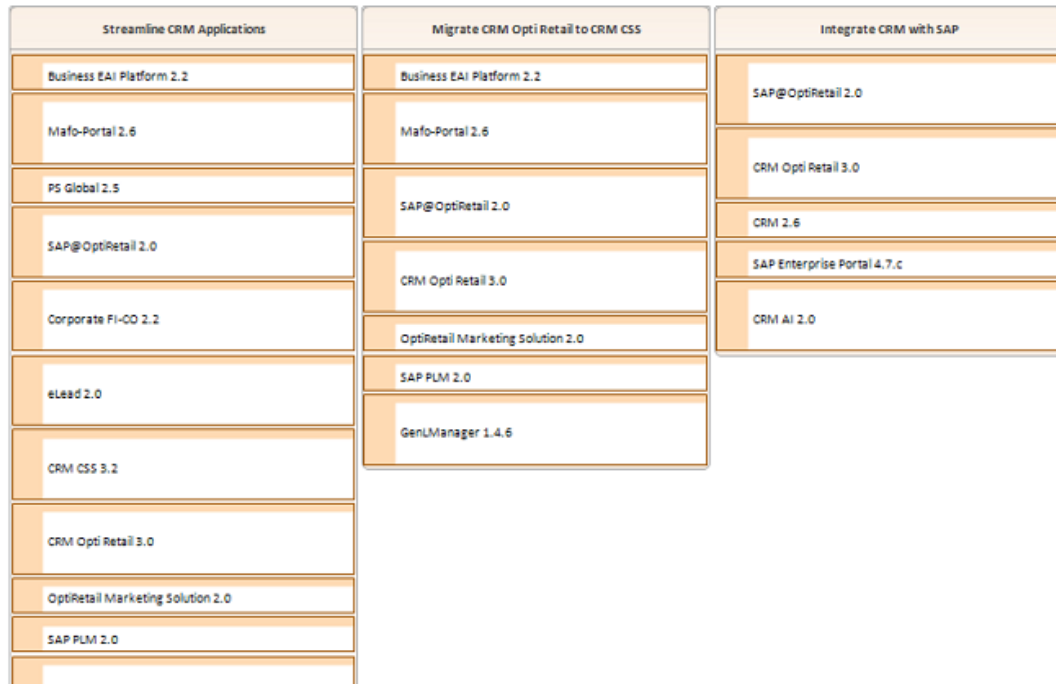 Streamline CRM Applications
Business EAI Platform 2.2
Mafo-Portal 2.6
PS Global 2.5
SAP@OptiRetail 2.0
Corporate FI-CO 2.2
eLead 2.0
CRM CSS 3.2
CRM Opti Retail 3.0
OptiRetail Marketing Solution 2.0
SAP PLM 2.0
Migrate CRM Opti Retail to CRM CSS
Business EAI Platform 2.2
Mafo-Portal 2.6
SAP@OptiRetail 2.0
CRM Opti Retail 3.0
OptiRetail Marketing Solution 2.0
SAP PLM 2.0
GenLManager 1.4.6
Integrate CRM with SAP
SAP@OptiRetail 2.0
CRM Opti Retail 3.0
CRM 2.6
SAP Enterprise Portal 4.7.c
CRM AI 2.0